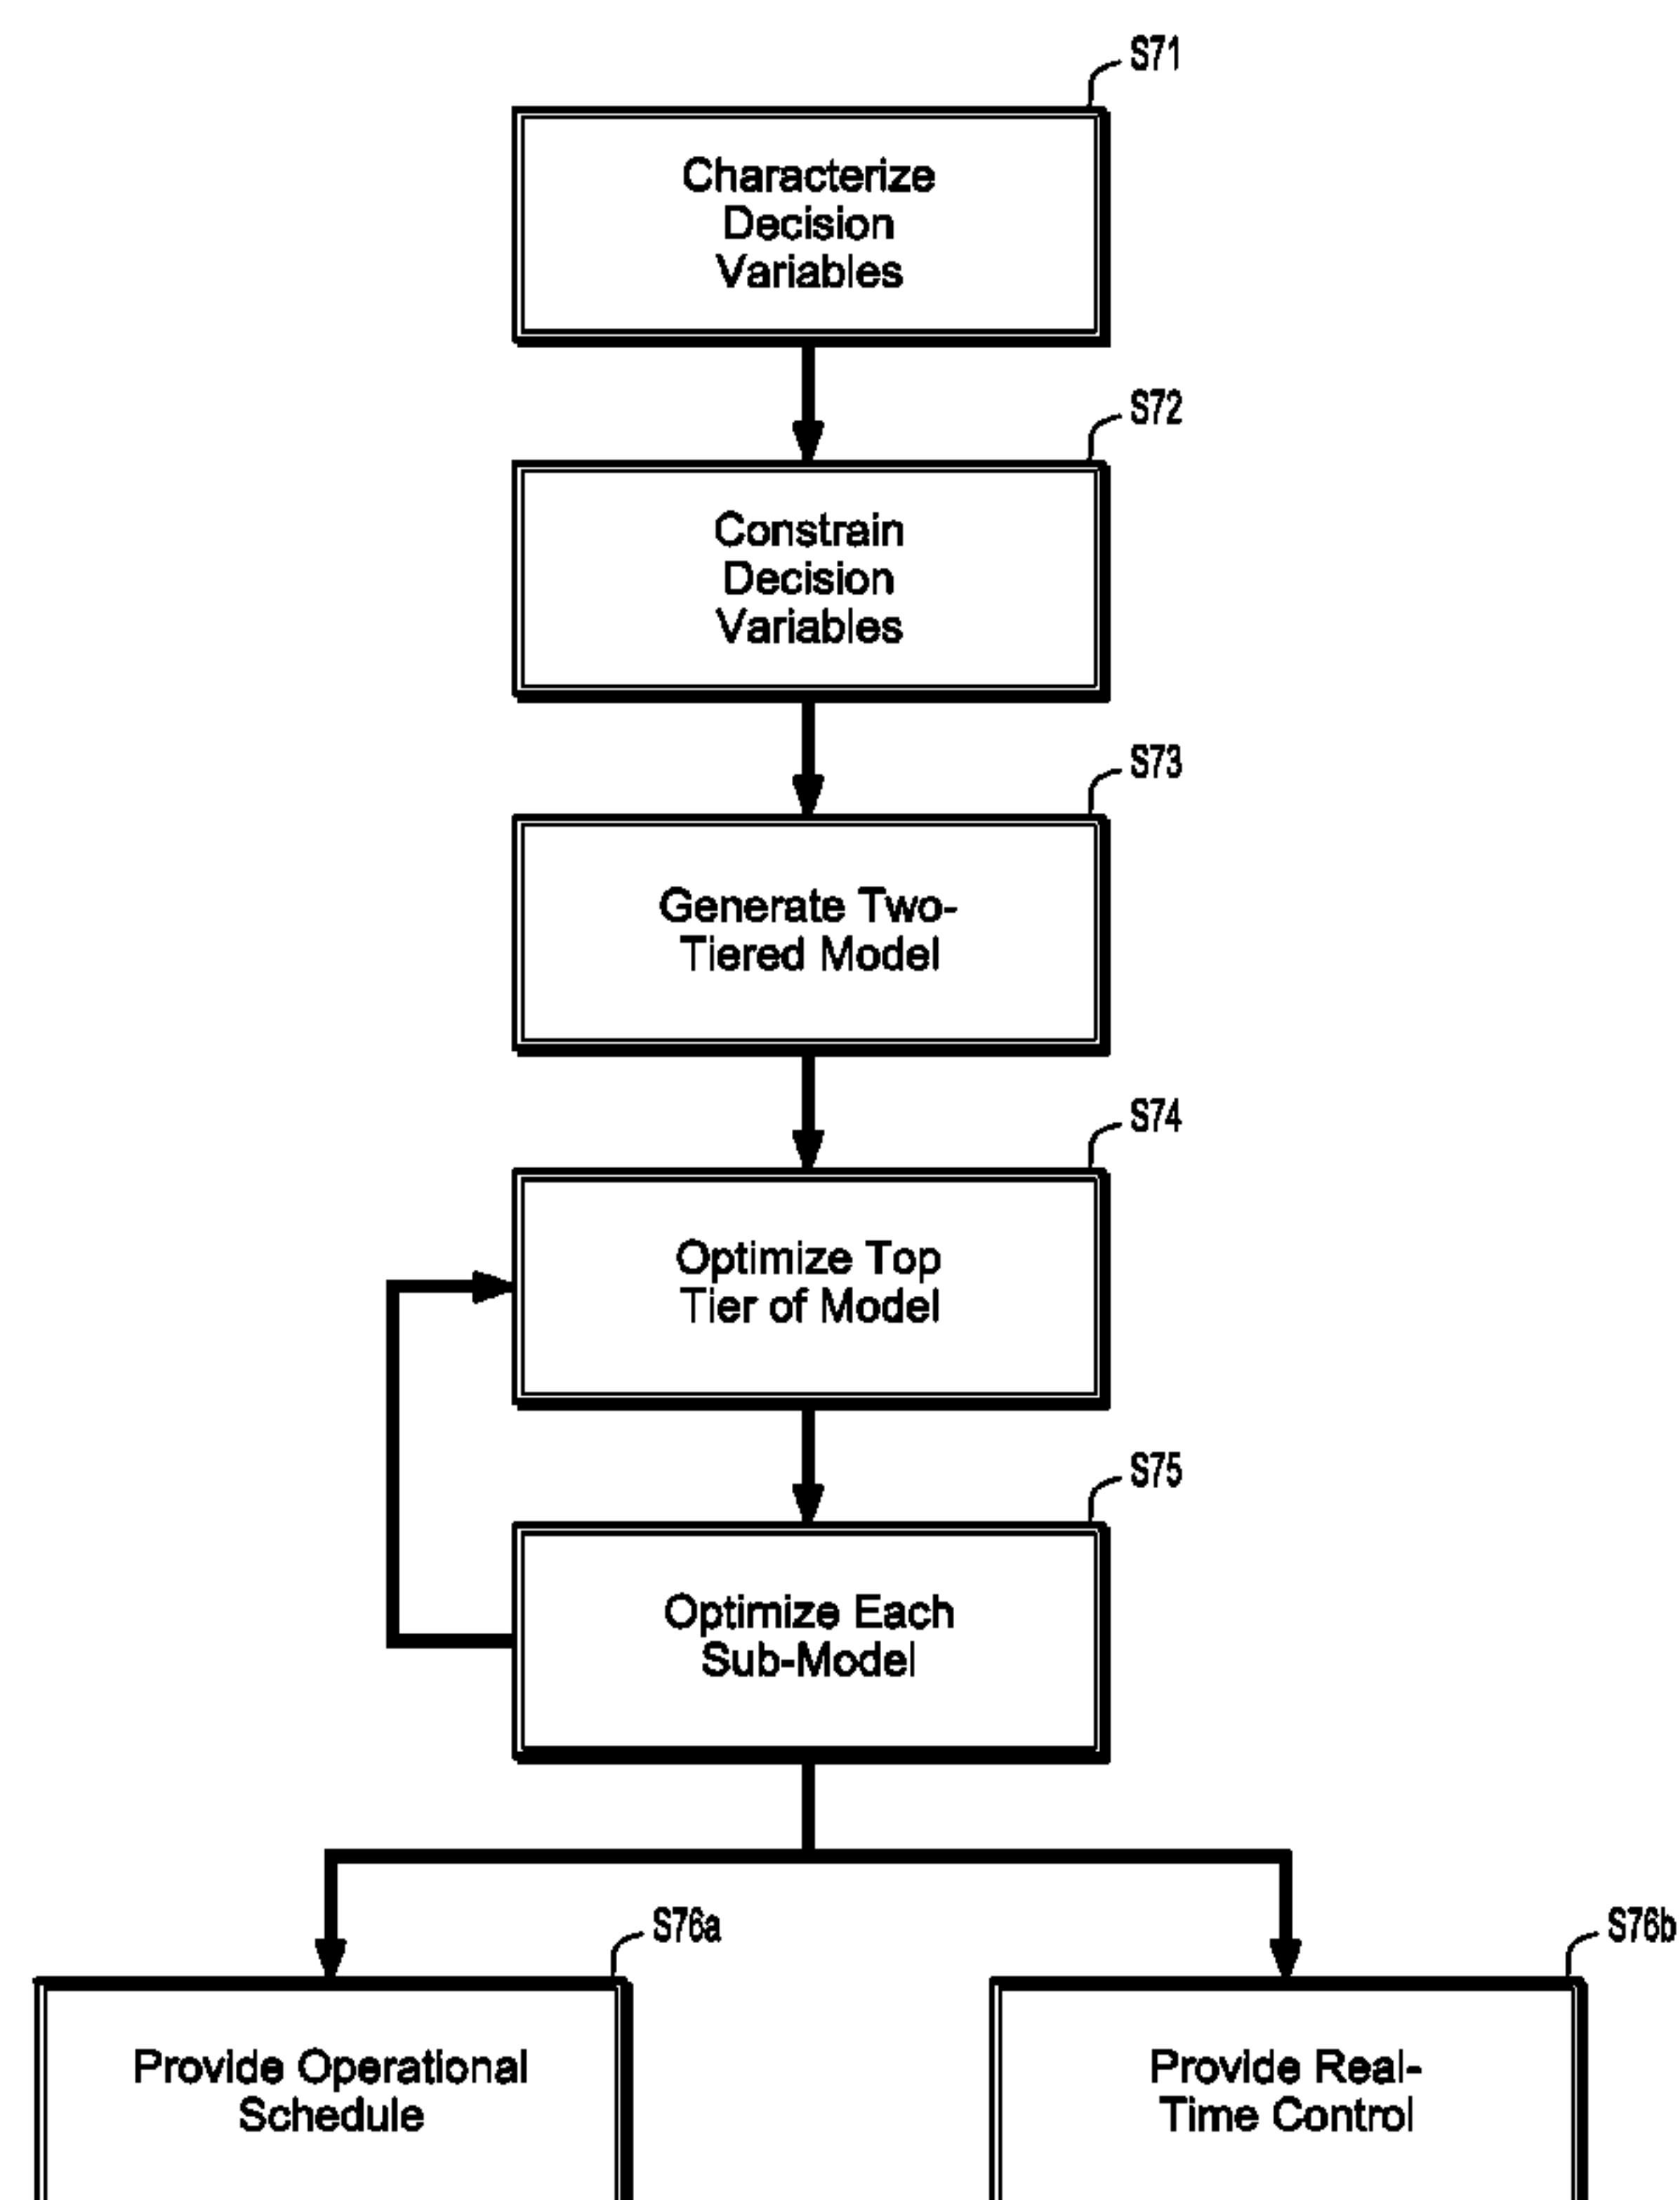 S71
Characterize
Decision
Variables
S72
Constrain
Decision
Variables
S73
Generate Two-
Tiered Model
S74
Optimize Top
Tier of Model
S75
Optimize Each
Sub-Model
S76a
Provide Operational
Schedule
S76b
Provide Real-
Time Control